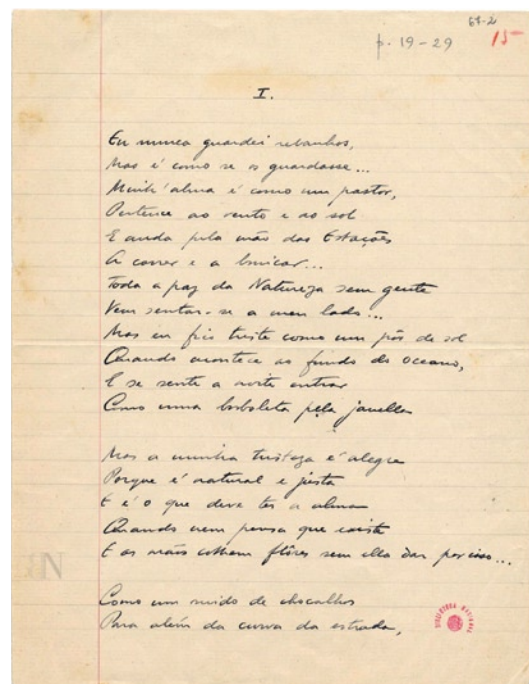 68-2
p. 19-29 15
I.
Eu nunca guardei rebanhos,
Mas é como se os guardasse...
Minh'alma é como um pastor,
Pertence ao vento e ao sol
E anda pela mão das Estações
A correr e a brincar...
Toda a paz da Natureza sem gente
Vem sentar-se a meu lado...
Mas eu fico triste como um pôr de sol
Quando acontece ao fundo do oceano,
E se sente a noite entrar
Como uma borboleta pela janella
Mas a minha tristeza é alegre
Porque é natural e justa
E é o que deve ter a alma
Quando nem pensa que existe
E as mãos colhem flôres sem ella dar por isso...
Como um ruido de chocalhos
Para além da curva da estrada,